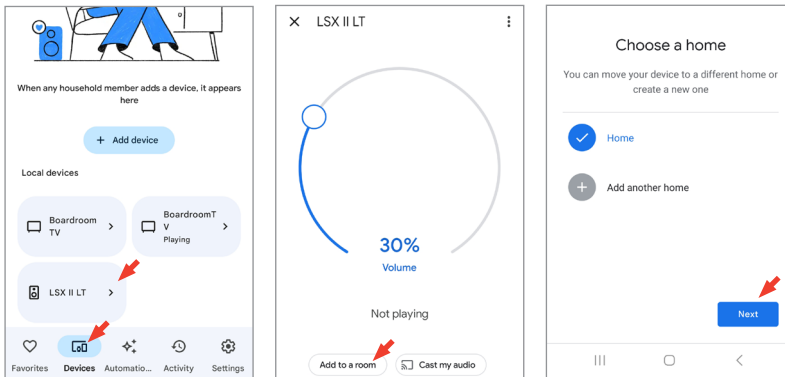 When any household member adds a device, it appears
here
+ Add device
Local devices
Boardroom
TV
BoardroomT
V
Playing
LSX II LT
Favorites
Devices
Automatio...
Activity
Settings
LSX II LT
30%
Volume
Not playing
Add to a room
Cast my audio
Choose a home
You can move your device to a different home or
create a new one
Home
Add another home
Next